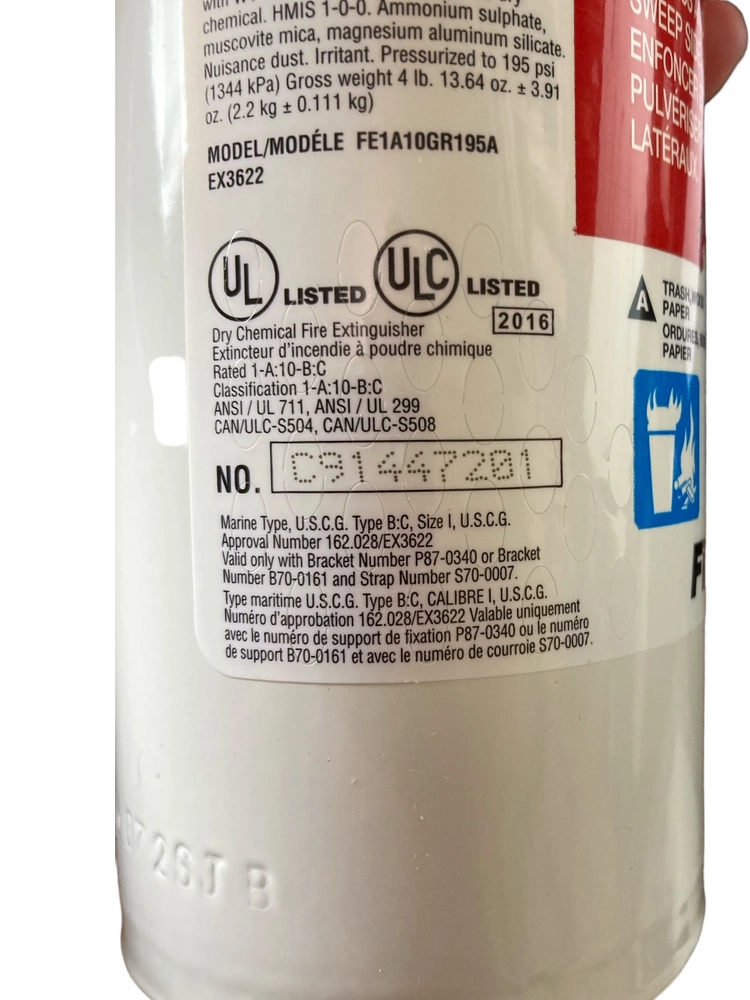 chemical. HMIS 1-0-0. Ammonium sulphate,
muscovite mica, magnesium aluminum silicate.
Nuisance dust. Irritant. Pressurized to 195 psi
(1344 kPa) Gross weight 4 lb. 13.64 oz. ± 3.91
oz. (2.2 kg ± 0.111 kg)
MODEL/MODÉLE FE1A10GR195A
EX3622
UL LISTED ULC LISTED
2016
Dry Chemical Fire Extinguisher
Extincteur d'incendie à poudre chimique
Rated 1-A:10-B:C
Classification 1-A:10-B:C
ANSI / UL 711, ANSI / UL 299
CAN/ULC-S504, CAN/ULC-S508
NO. C91447201
Marine Type, U.S.C.G. Type B:C, Size I, U.S.C.G.
Approval Number 162.028/EX3622
Valid only with Bracket Number P87-0340 or Bracket
Number B70-0161 and Strap Number S70-0007.
Type maritime U.S.C.G. Type B:C, CALIBRE I, U.S.C.G.
Numéro d'approbation 162.028/EX3622 Valable uniquement
avec le numéro de support de fixation P87-0340 ou le numéro
de support B70-0161 et avec le numéro de courroie S70-0007.
SWEEP
LATÉRAUX
A
PAPER
PAPIER
07 2SJ B